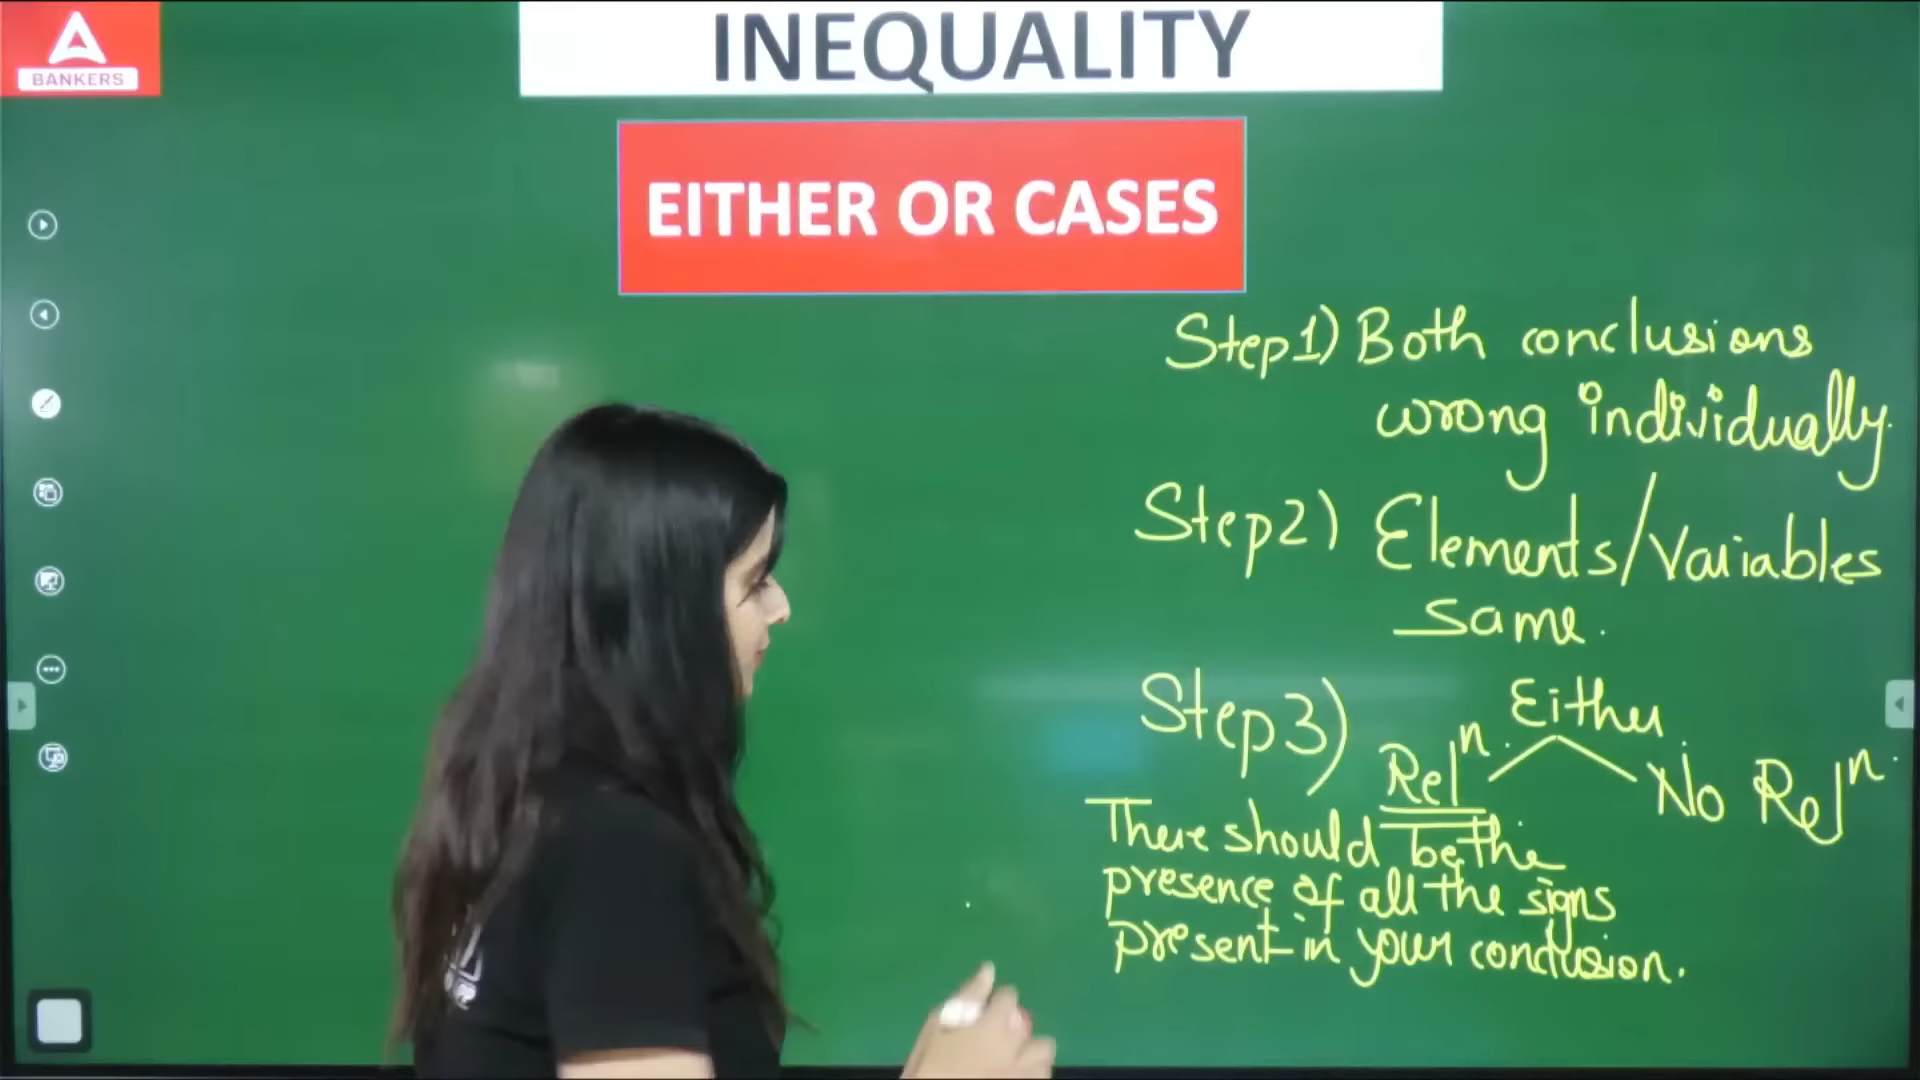 BANKERS
INEQUALITY
EITHER OR CASES
Step1) Both conclusions
wrong individually.
Step2) Elements/Variables
same.
Step3) Either
Relⁿ. No Relⁿ.
There should be the
presence of all the signs
present in your conclusion.